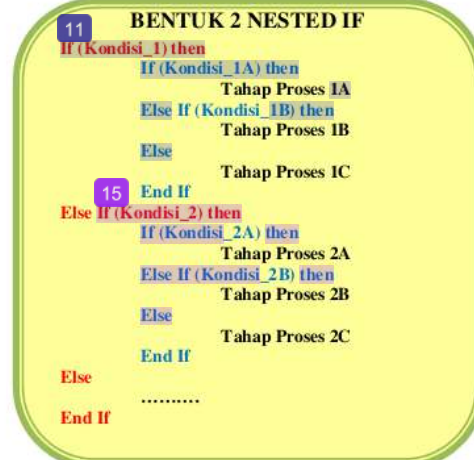 11
BENTUK 2 NESTED IF
If (Kondisi_1) then
If (Kondisi_1A) then
Tahap Proses 1A
Else If (Kondisi_1B) then
Tahap Proses 1B
Else
Tahap Proses 1C
15
End If
Else If (Kondisi_2) then
If (Kondisi_2A) then
Tahap Proses 2A
Else If (Kondisi_2B) then
Tahap Proses 2B
Else
Tahap Proses 2C
End If
Else
..........
End If